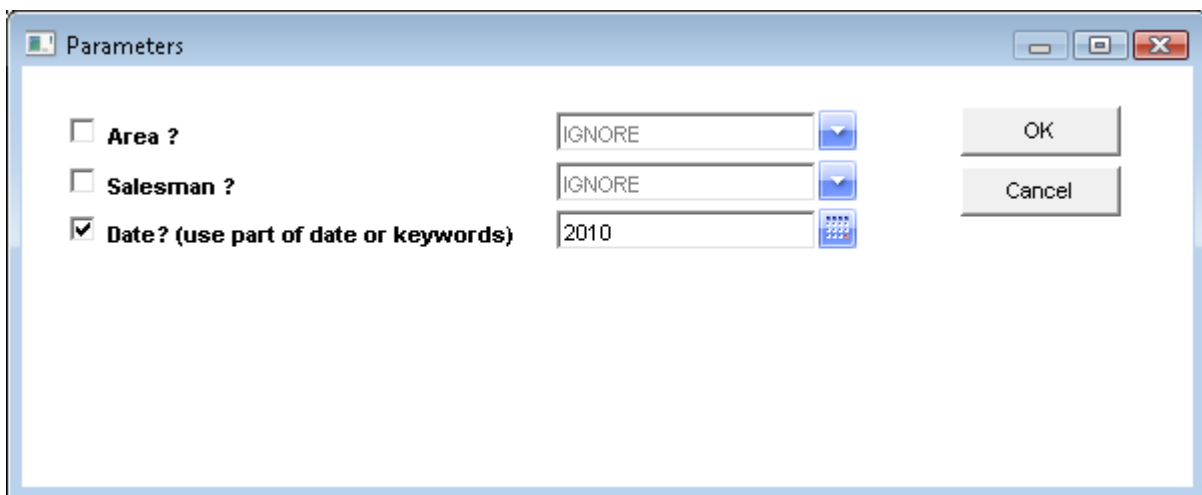 Parameters
Area ? IGNORE OK
Salesman ? IGNORE Cancel
Date? (use part of date or keywords) 2010